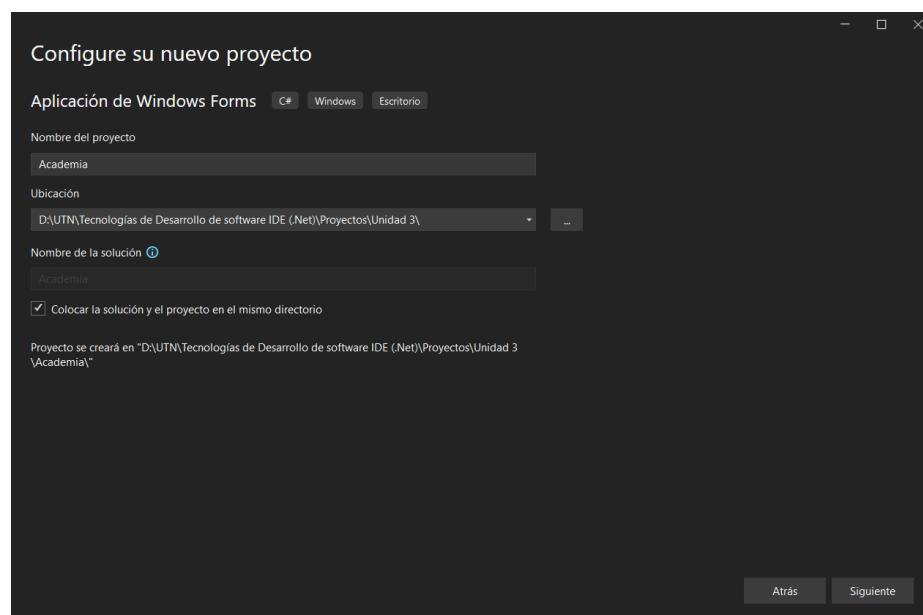 Configure su nuevo proyecto
Aplicación de Windows Forms C# Windows Escritorio
Nombre del proyecto
Academia
Ubicación
D:\UTN\Tecnologías de Desarrollo de software IDE (.Net)\Proyectos\Unidad 3\
...
Nombre de la solución
Academia
Colocar la solución y el proyecto en el mismo directorio
Proyecto se creará en "D:\UTN\Tecnologías de Desarrollo de software IDE (.Net)\Proyectos\Unidad 3
\Academia\"
Atrás Siguiente